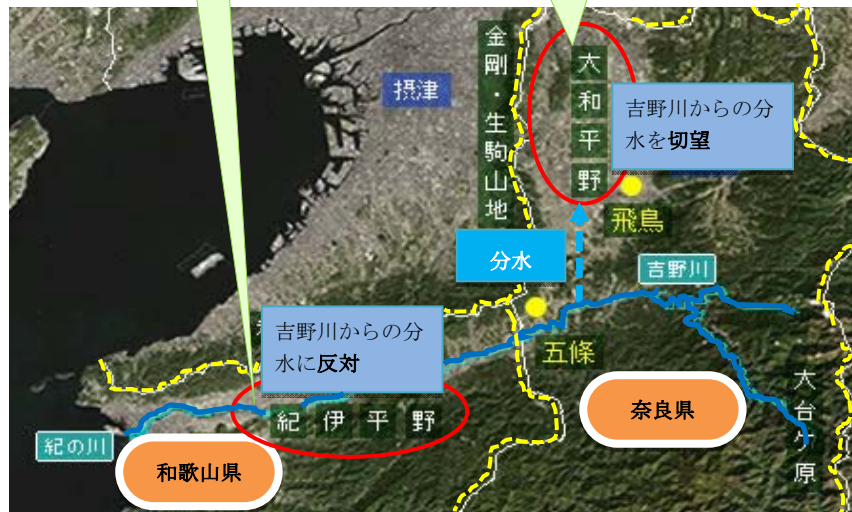 金剛・生駒山地
大和平野
摂津
吉野川からの分
水を切望
飛鳥
分水
吉野川
吉野川からの分
水に反対
五條
大台ケ原
奈良県
紀伊平野
紀の川
和歌山県